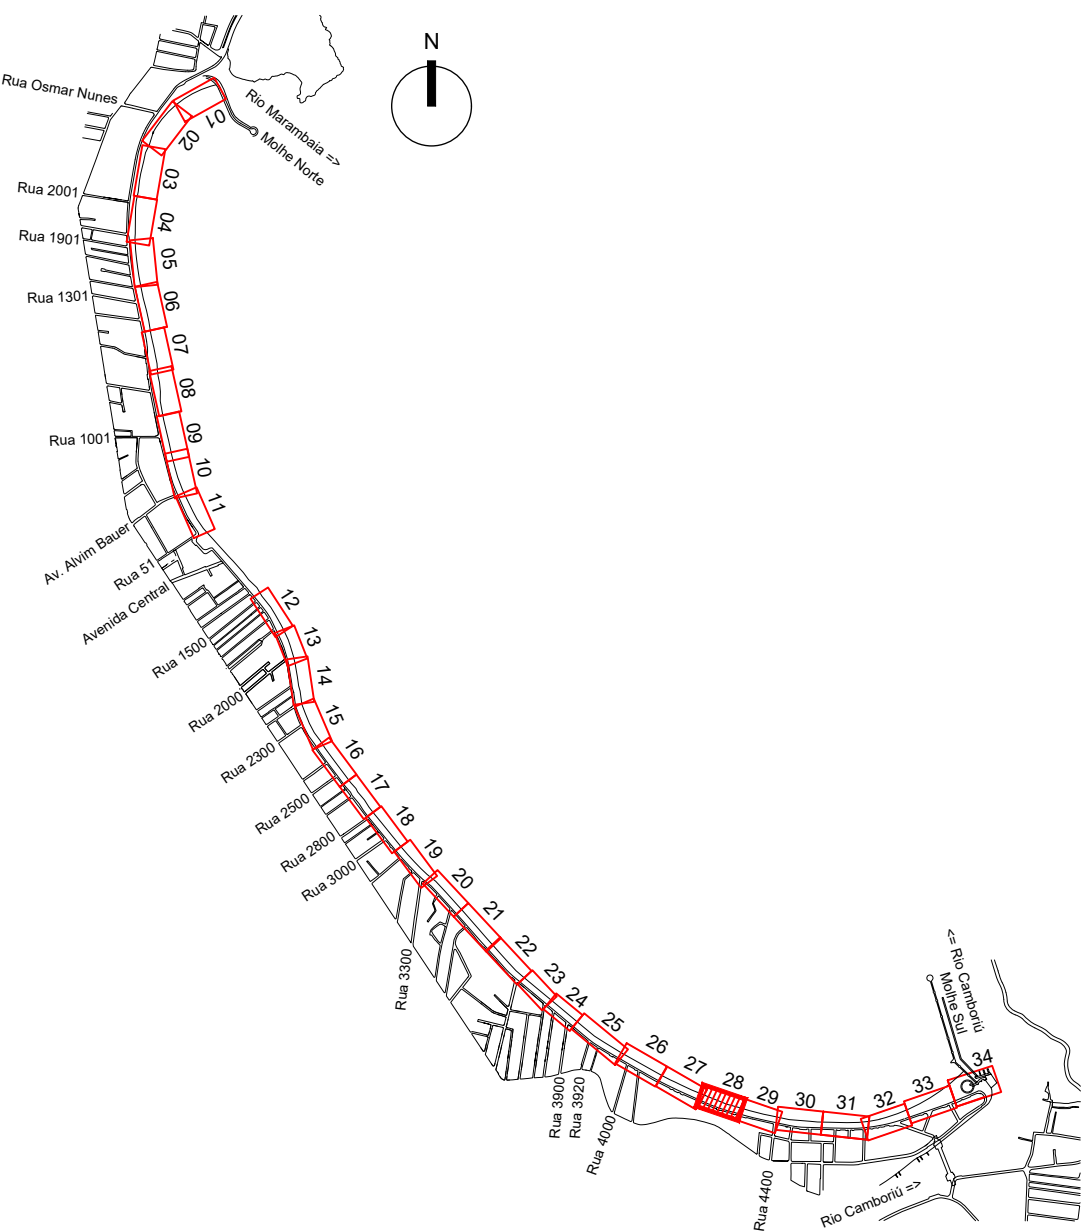 N
Rua Osmar Nunes
Rio Marambaia =>
Molhe Norte
01
02
03
Rua 2001
04
Rua 1901
05
Rua 1301
06
07
08
Rua 1001
09
10
11
Av. Alvim Bauer
Rua 51
Avenida Central
12
Rua 1500
13
14
Rua 2000
15
Rua 2300
16
17
Rua 2500
18
Rua 2800
19
Rua 3000
20
21
Rua 3300
22
23
24
25
26
27
28
29
30
31
32
33
34
<= Rio Camboriú
Molhe Sul
Rua 3900
Rua 3920
Rua 4000
Rua 4400
Rio Camboriú =>